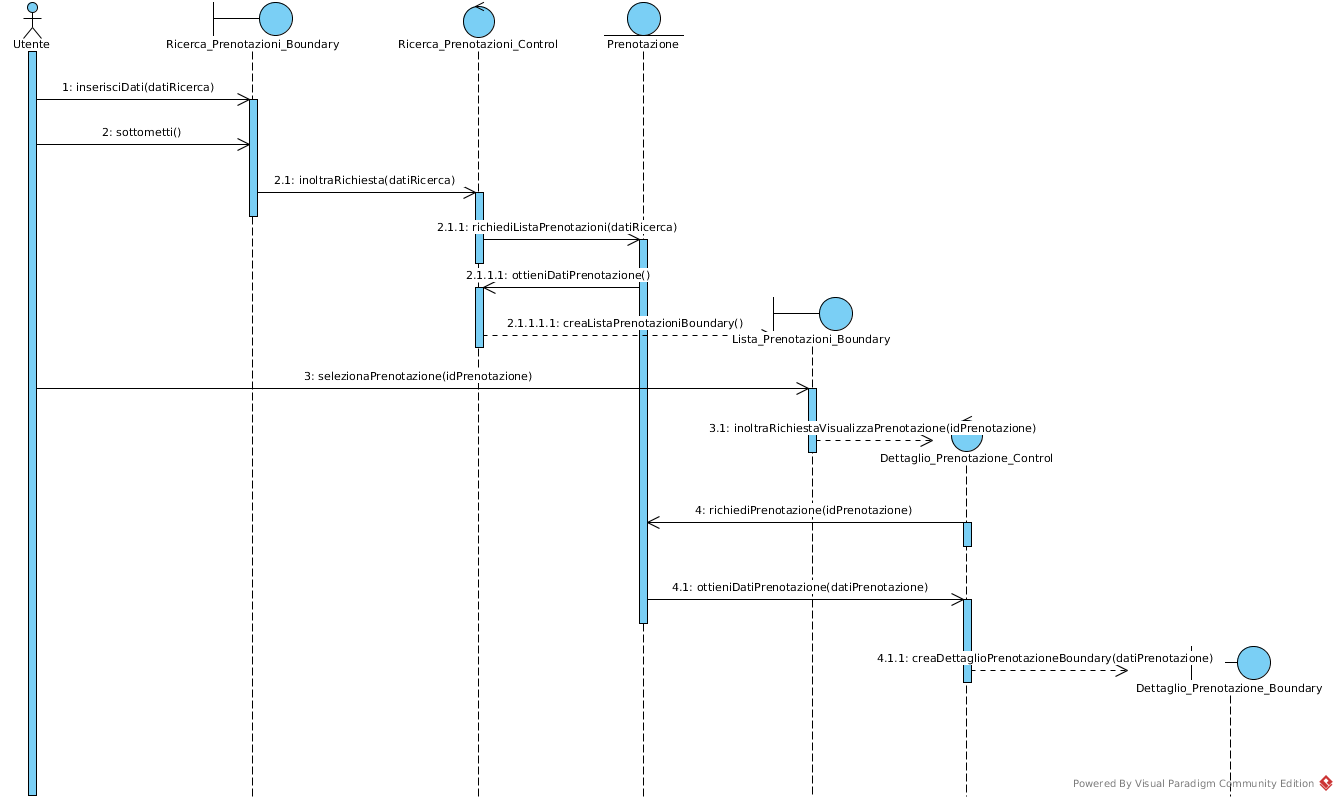 Utente
Ricerca_Prenotazioni_Boundary
Ricerca_Prenotazioni_Control
Prenotazione
1: inserisciDati(datiRicerca)
2: sottometti()
2.1: inoltraRichiesta(datiRicerca)
2.1.1: richiediListaPrenotazioni(datiRicerca)
2.1.1.1: ottieniDatiPrenotazione()
2.1.1.1.1: creaListaPrenotazioniBoundary()
Lista_Prenotazioni_Boundary
3: selezionaPrenotazione(idPrenotazione)
3.1: inoltraRichiestaVisualizzaPrenotazione(idPrenotazione)
Dettaglio_Prenotazione_Control
4: richiediPrenotazione(idPrenotazione)
4.1: ottieniDatiPrenotazione(datiPrenotazione)
4.1.1: creaDettaglioPrenotazioneBoundary(datiPrenotazione)
Dettaglio_Prenotazione_Boundary
Powered By Visual Paradigm Community Edition